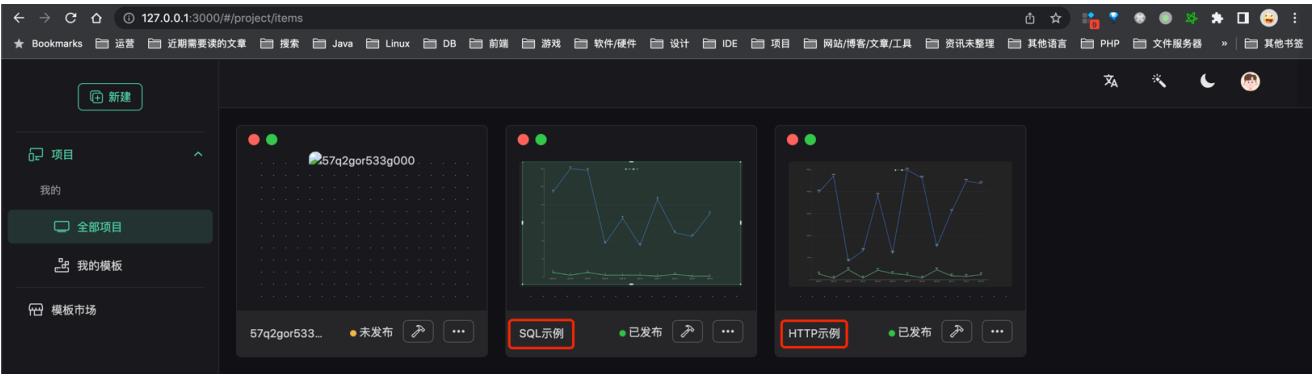 127.0.0.1:3000/#/project/items
Bookmarks 运营 近期需要读的文章 搜索 Java Linux DB 前端 游戏 软件/硬件 设计 IDE 项目 网站/博客/文章/工具 资讯未整理 其他语言 PHP 文件服务器 » 其他书签
新建
项目
我的
全部项目
我的模板
模板市场
57q2gor533g000
57q2gor533... 未发布
SQL示例 已发布
HTTP示例 已发布